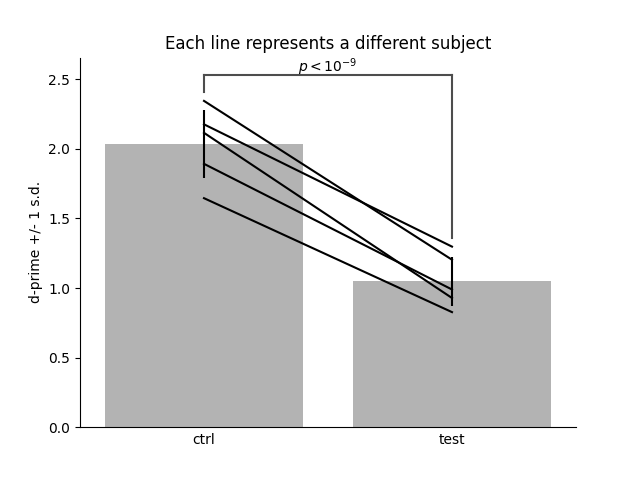 Each line represents a different subject
p < 10⁻⁹
d-prime +/- 1 s.d.
2.5
2.0
1.5
1.0
0.5
0.0
ctrl test